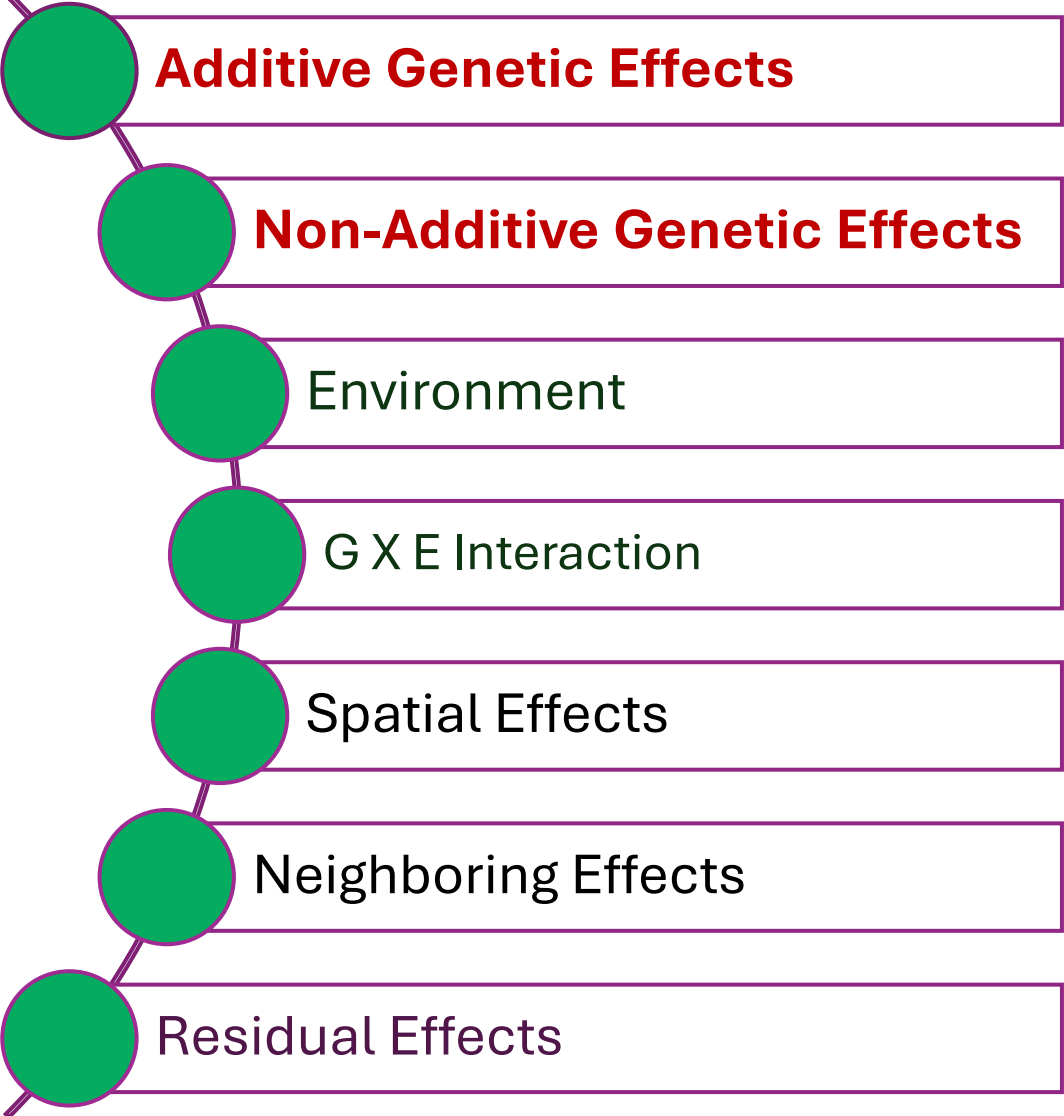 Additive Genetic Effects
Non-Additive Genetic Effects
Environment
G X E Interaction
Spatial Effects
Neighboring Effects
Residual Effects